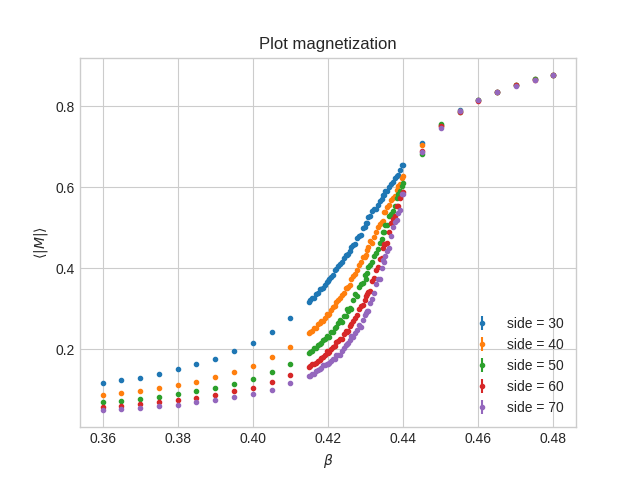 Plot magnetization
⟨|M|⟩
0.8
0.6
0.4
0.2
side = 30
side = 40
side = 50
side = 60
side = 70
0.36 0.38 0.40 0.42 0.44 0.46 0.48
β